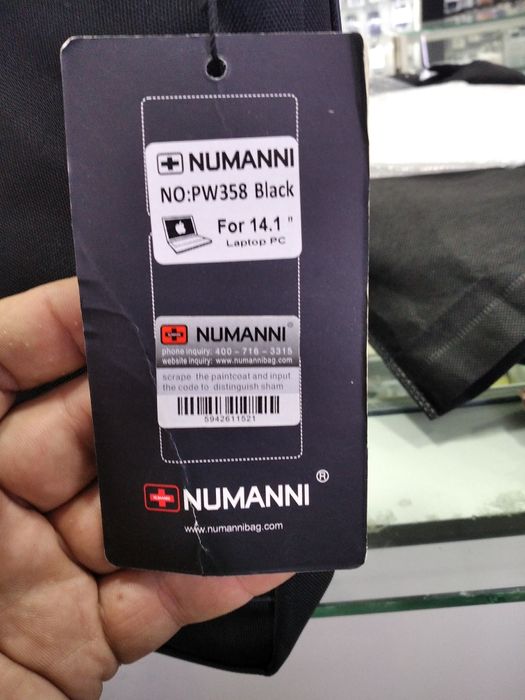 NUMANNI
NO:PW358 Black
For 14.1 "
Laptop PC
NUMANNI®
phone inquiry: 400 - 716 - 3315
website inquiry: www.numannibag.com
scrape the paintcoat and input
the code to distinguish sham
5942611521
NUMANNI®
www.numannibag.com